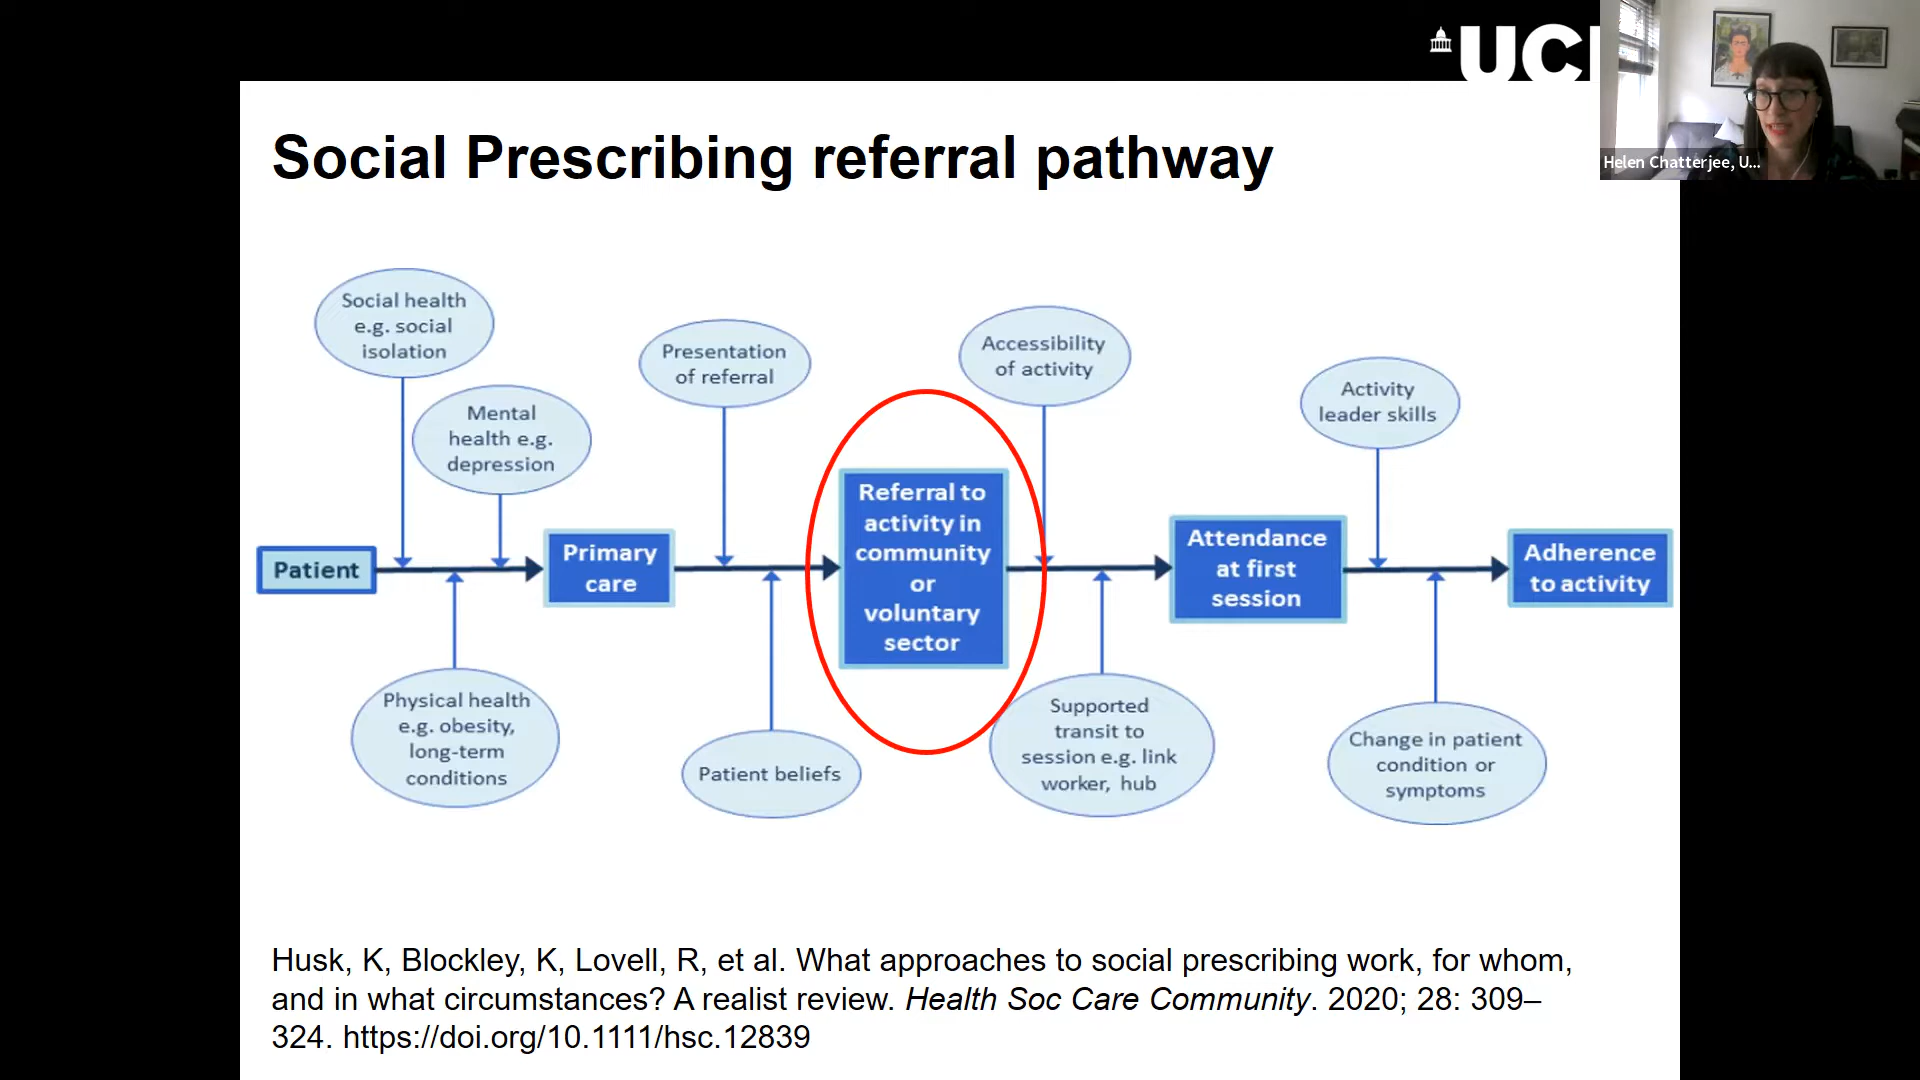 UCL
Helen Chatterjee, U...
Social Prescribing referral pathway
Social health
e.g. social
isolation
Mental
health e.g.
depression
Presentation
of referral
Accessibility
of activity
Activity
leader skills
Patient
Primary
care
Referral to
activity in
community
or
voluntary
sector
Attendance
at first
session
Adherence
to activity
Physical health
e.g. obesity,
long-term
conditions
Patient beliefs
Supported
transit to
session e.g. link
worker, hub
Change in patient
condition or
symptoms
Husk, K, Blockley, K, Lovell, R, et al. What approaches to social prescribing work, for whom,
and in what circumstances? A realist review. Health Soc Care Community. 2020; 28: 309–
324. https://doi.org/10.1111/hsc.12839